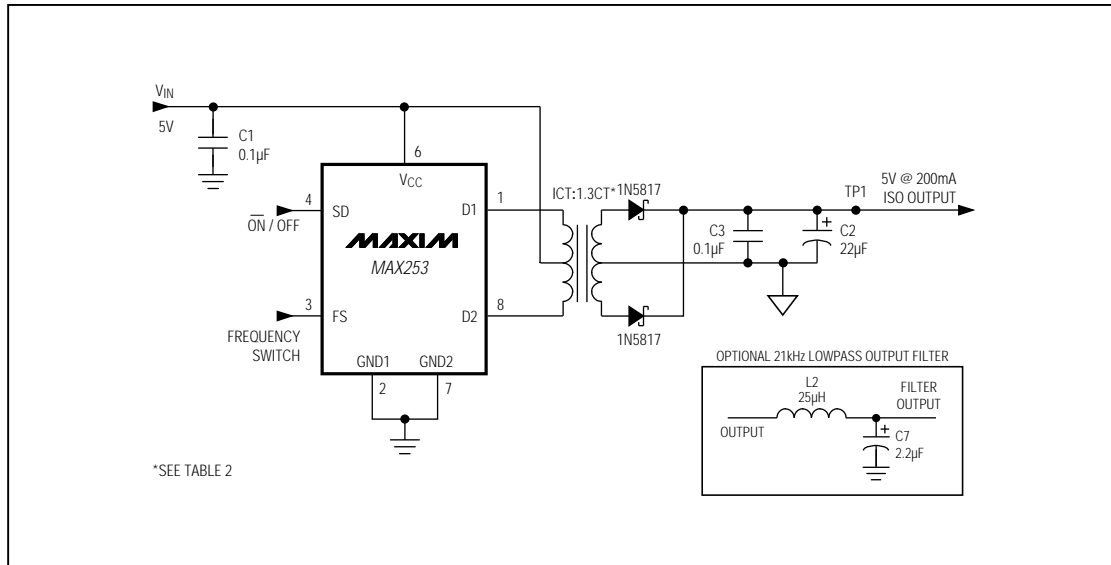 VIN
5V
C1
0.1µF
6
VCC
4
SD
ON / OFF
1
D1
MAXIM
MAX253
3
FS
FREQUENCY
SWITCH
8
D2
GND1
GND2
2
7
ICT:1.3CT*
1N5817
1N5817
C3
0.1µF
TP1
+
C2
22µF
5V @ 200mA
ISO OUTPUT
OPTIONAL 21kHz LOWPASS OUTPUT FILTER
L2
25µH
FILTER
OUTPUT
OUTPUT
+
C7
2.2µF
*SEE TABLE 2